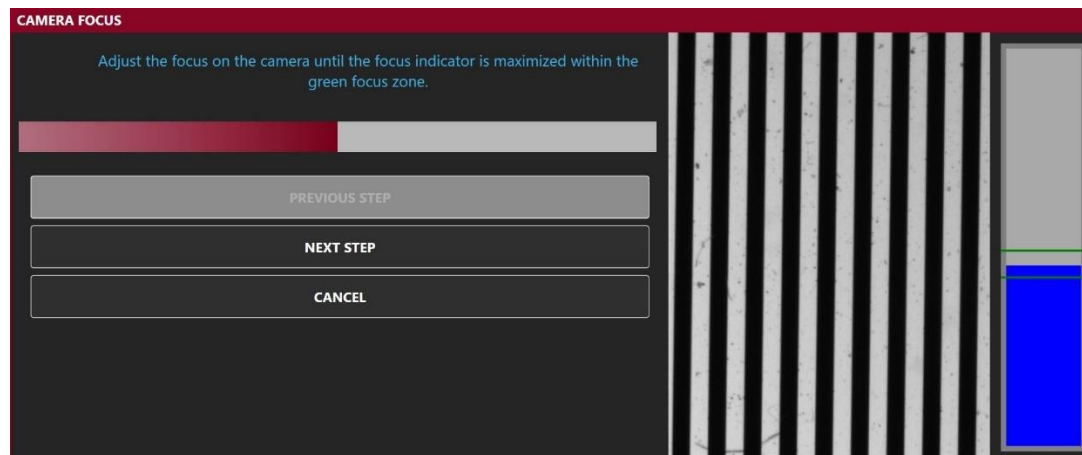 CAMERA FOCUS
Adjust the focus on the camera until the focus indicator is maximized within the
green focus zone.
PREVIOUS STEP
NEXT STEP
CANCEL